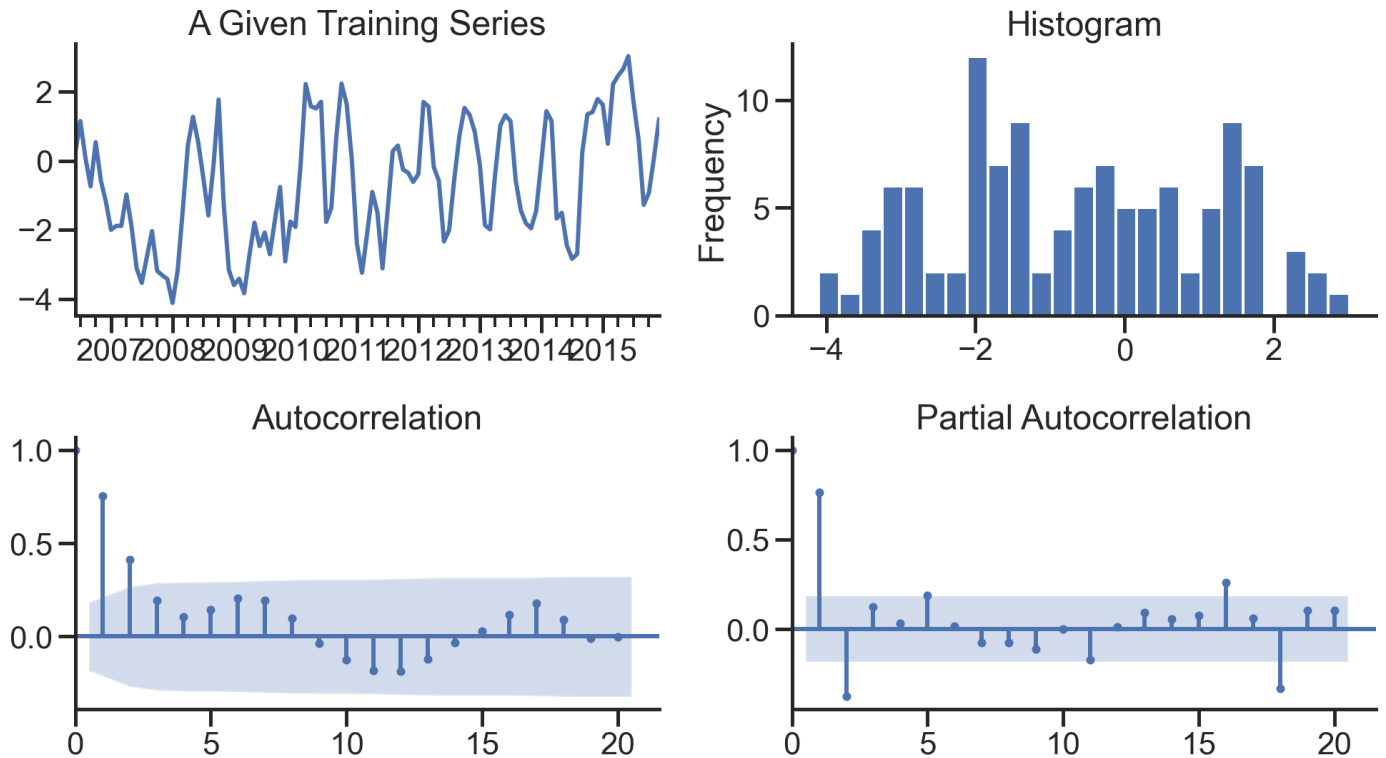 A Given Training Series
2
0
−2
−4
2007 2008 2009 2010 2011 2012 2013 2014 2015
Histogram
Frequency
10
5
0
−4 −2 0 2
Autocorrelation
1.0
0.5
0.0
0 5 10 15 20
Partial Autocorrelation
1.0
0.5
0.0
0 5 10 15 20